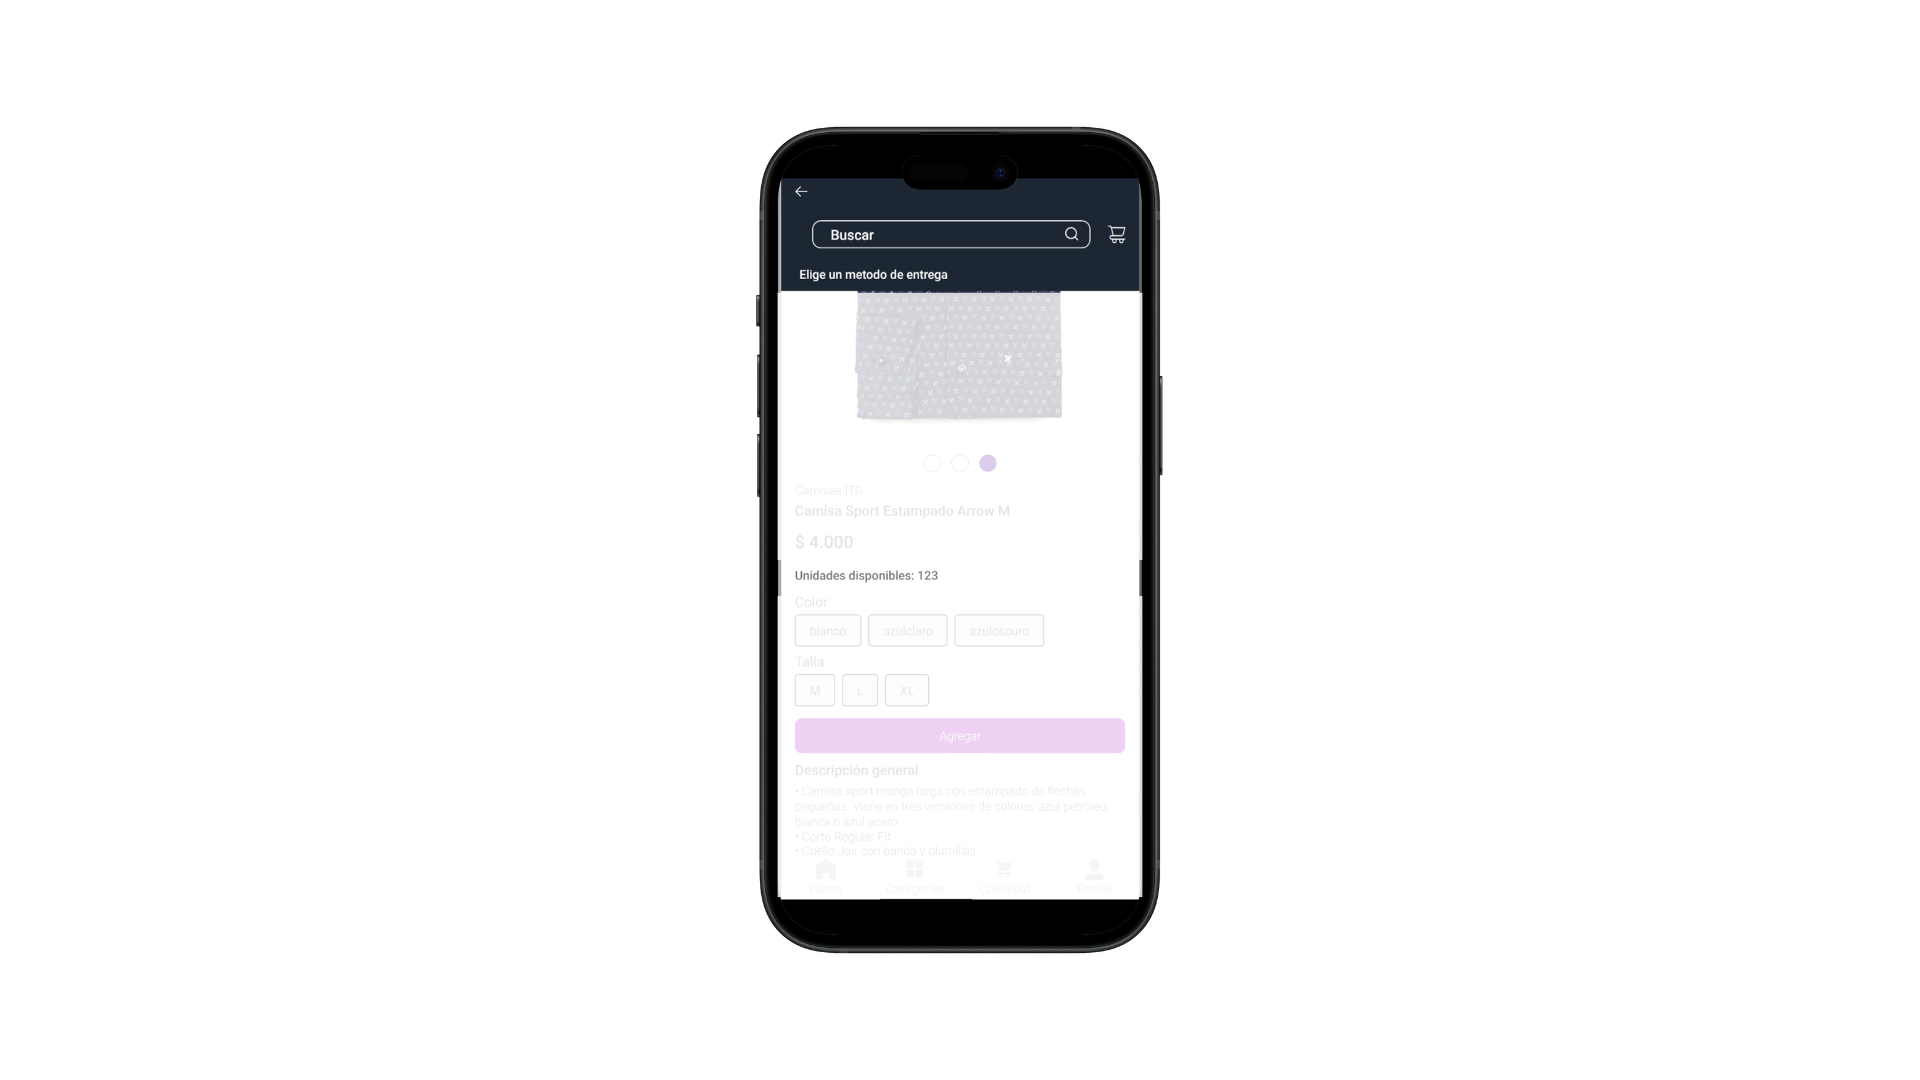 Buscar
Elige un metodo de entrega
Camisas ITO
Camisa Sport Estampado Arrow M
$ 4.000
Unidades disponibles: 123
Color
blanco azulclaro azuloscuro
Talla
M L XL
Agregar
Descripción general
• Camisa sport manga larga con estampado de flechas
pequeñas. Viene en tres versiones de colores: azul petróleo,
blanca o azul acero
• Corte Regular Fit
• Cuello Jair con banda y plumillas
Home Categories Checkout Profile